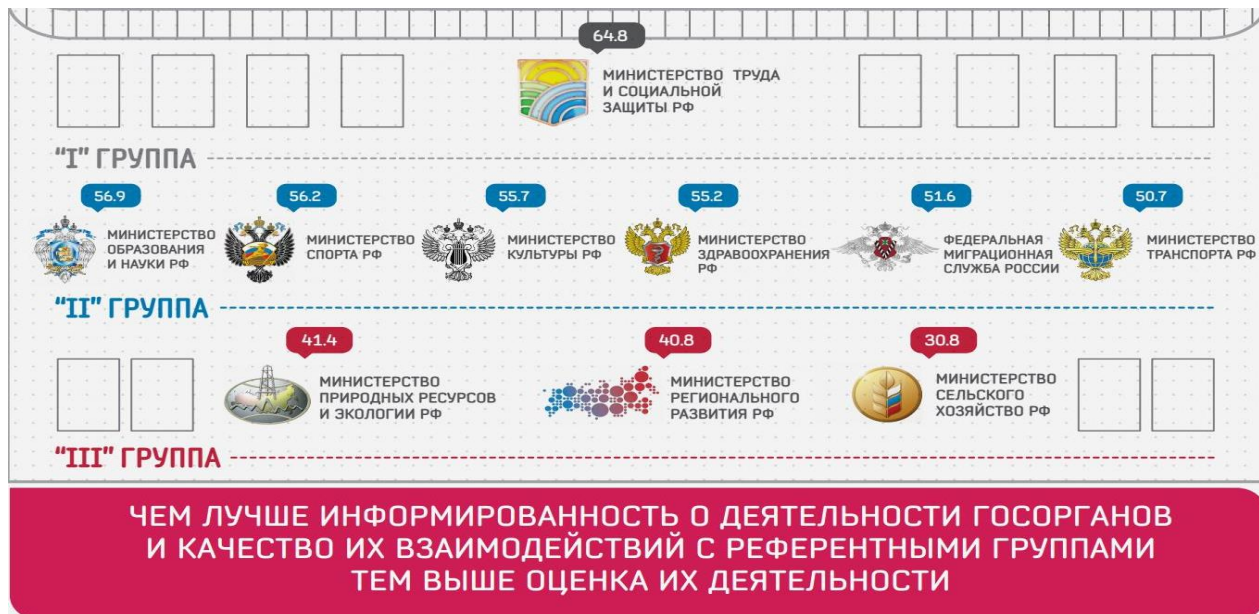 64.8
МИНИСТЕРСТВО ТРУДА
И СОЦИАЛЬНОЙ
ЗАЩИТЫ РФ
"I" ГРУППА
56.9
МИНИСТЕРСТВО
ОБРАЗОВАНИЯ
И НАУКИ РФ
56.2
МИНИСТЕРСТВО
СПОРТА РФ
55.7
МИНИСТЕРСТВО
КУЛЬТУРЫ РФ
55.2
МИНИСТЕРСТВО
ЗДРАВООХРАНЕНИЯ
РФ
51.6
ФЕДЕРАЛЬНАЯ
МИГРАЦИОННАЯ
СЛУЖБА РОССИИ
50.7
МИНИСТЕРСТВО
ТРАНСПОРТА РФ
"II" ГРУППА
41.4
МИНИСТЕРСТВО
ПРИРОДНЫХ РЕСУРСОВ
И ЭКОЛОГИИ РФ
40.8
МИНИСТЕРСТВО
РЕГИОНАЛЬНОГО
РАЗВИТИЯ РФ
30.8
МИНИСТЕРСТВО
СЕЛЬСКОГО
ХОЗЯЙСТВО РФ
"III" ГРУППА
ЧЕМ ЛУЧШЕ ИНФОРМИРОВАННОСТЬ О ДЕЯТЕЛЬНОСТИ ГОСОРГАНОВ
И КАЧЕСТВО ИХ ВЗАИМОДЕЙСТВИЙ С РЕФЕРЕНТНЫМИ ГРУППАМИ
ТЕМ ВЫШЕ ОЦЕНКА ИХ ДЕЯТЕЛЬНОСТИ